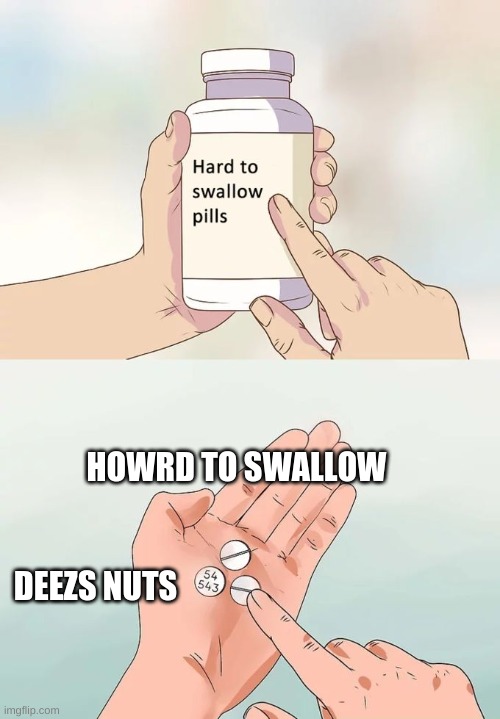 Hard to
swallow
pills
HOWRD TO SWALLOW
DEEZS NUTS
54
543
imgflip.com